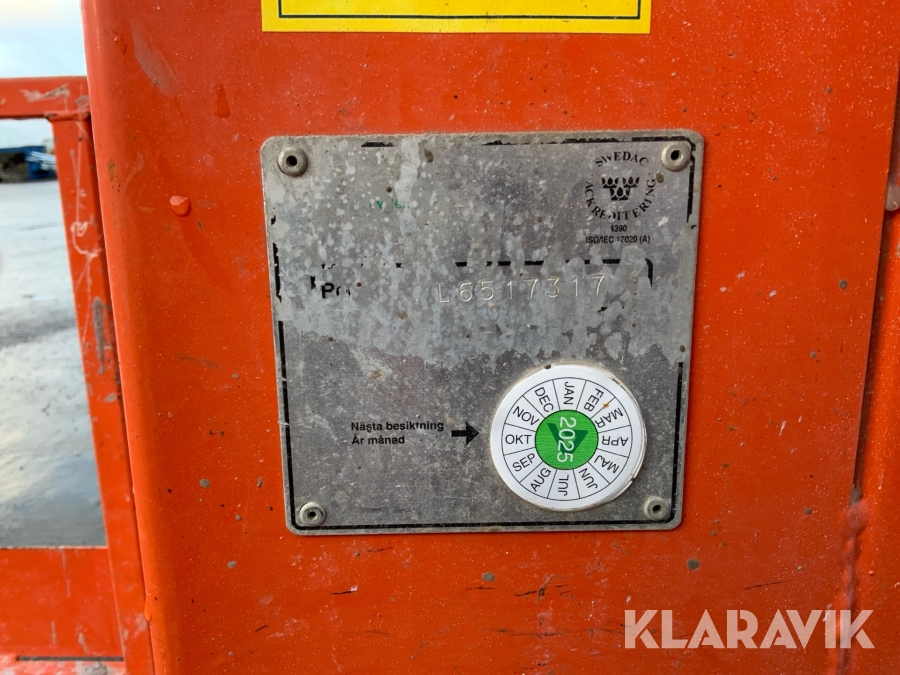 SWEDAC
ACKREDITERING
1390
ISO/IEC 17020 (A)
L6517317
Nästa besiktning
År månad
JAN
FEB
MAR
APR
MAJ
JUN
JUL
AUG
SEP
OKT
NOV
DEC
2025
KLARAVIK